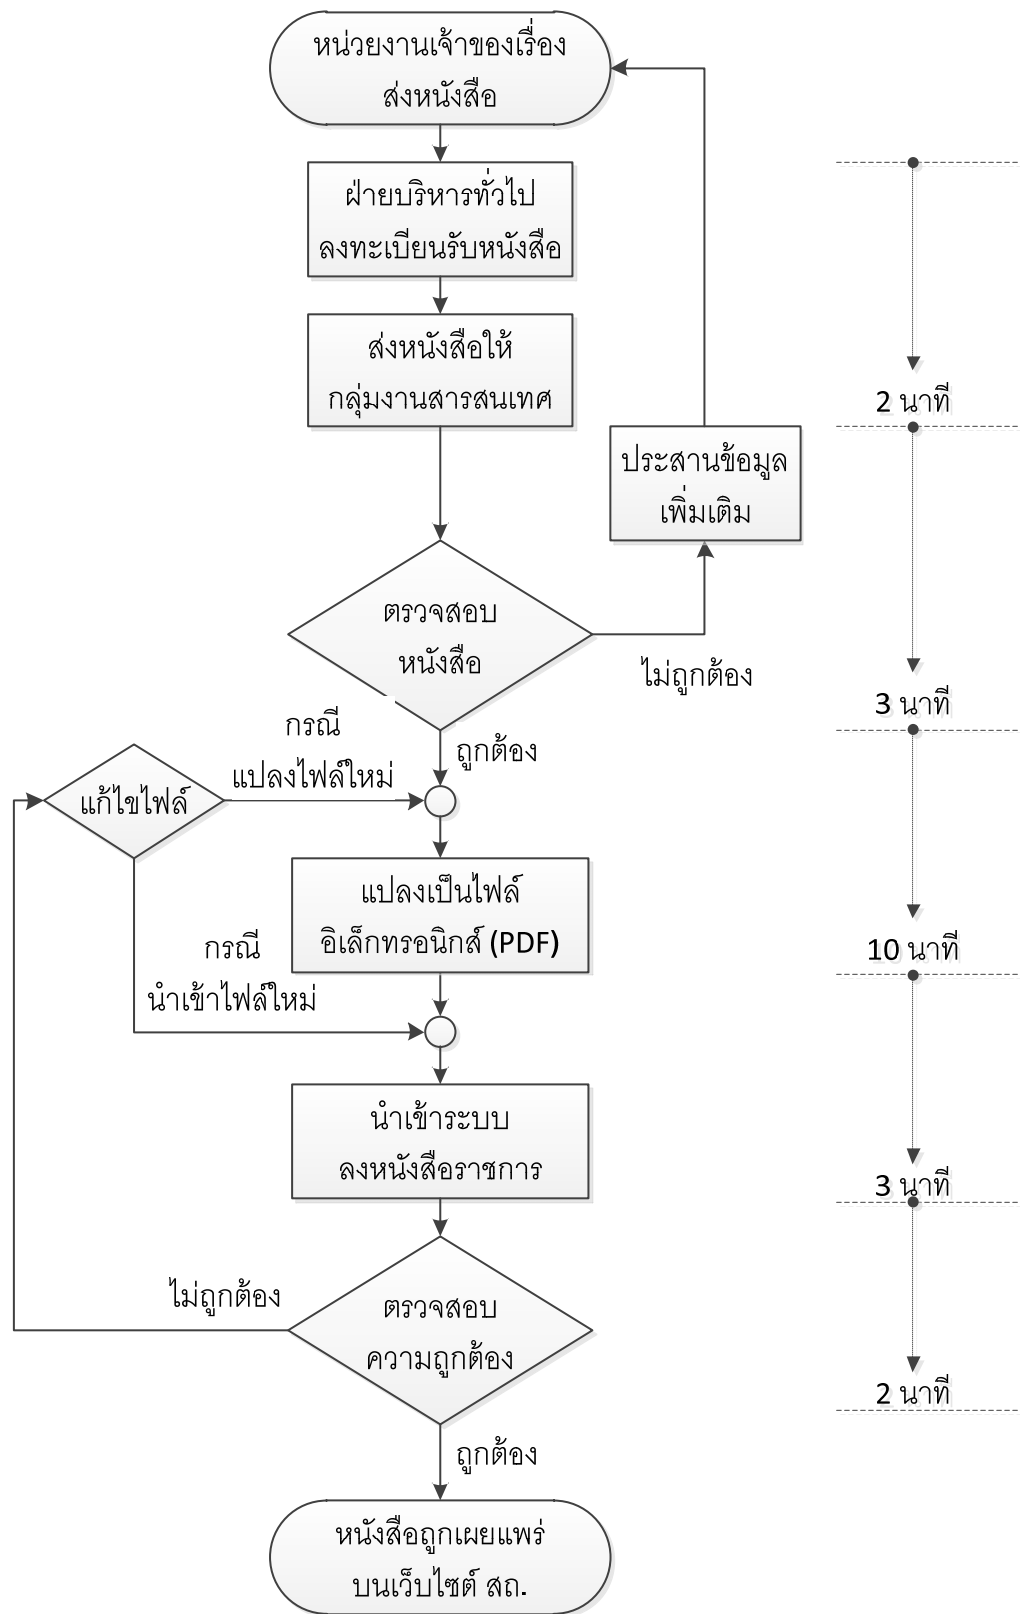 หน่วยงานเจ้าของเรื่อง
ส่งหนังสือ
ฝ่ายบริหารทั่วไป
ลงทะเบียนรับหนังสือ
ส่งหนังสือให้
กลุ่มงานสารสนเทศ
2 นาที
ประสานข้อมูล
เพิ่มเติม
ตรวจสอบ
หนังสือ
ไม่ถูกต้อง
3 นาที
กรณี
แปลงไฟล์ใหม่
ถูกต้อง
แก้ไขไฟล์
แปลงเป็นไฟล์
อิเล็กทรอนิกส์ (PDF)
10 นาที
กรณี
นำเข้าไฟล์ใหม่
นำเข้าระบบ
ลงหนังสือราชการ
3 นาที
ไม่ถูกต้อง
ตรวจสอบ
ความถูกต้อง
2 นาที
ถูกต้อง
หนังสือถูกเผยแพร่
บนเว็บไซต์ สถ.